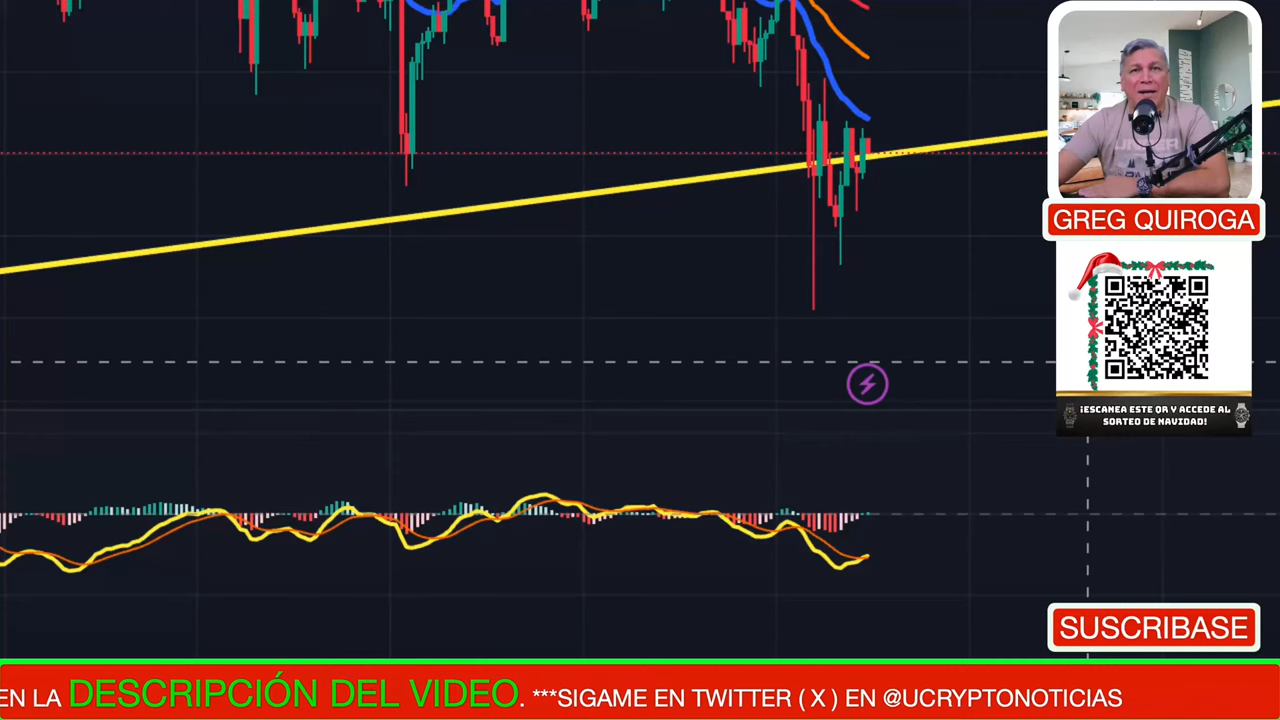 GREG QUIROGA
¡ESCANEA ESTE QR Y ACCEDE AL
SORTEO DE NAVIDAD!
SUSCRIBASE
EN LA DESCRIPCIÓN DEL VIDEO. ***SIGAME EN TWITTER ( X ) EN @UCRYPTONOTICIAS